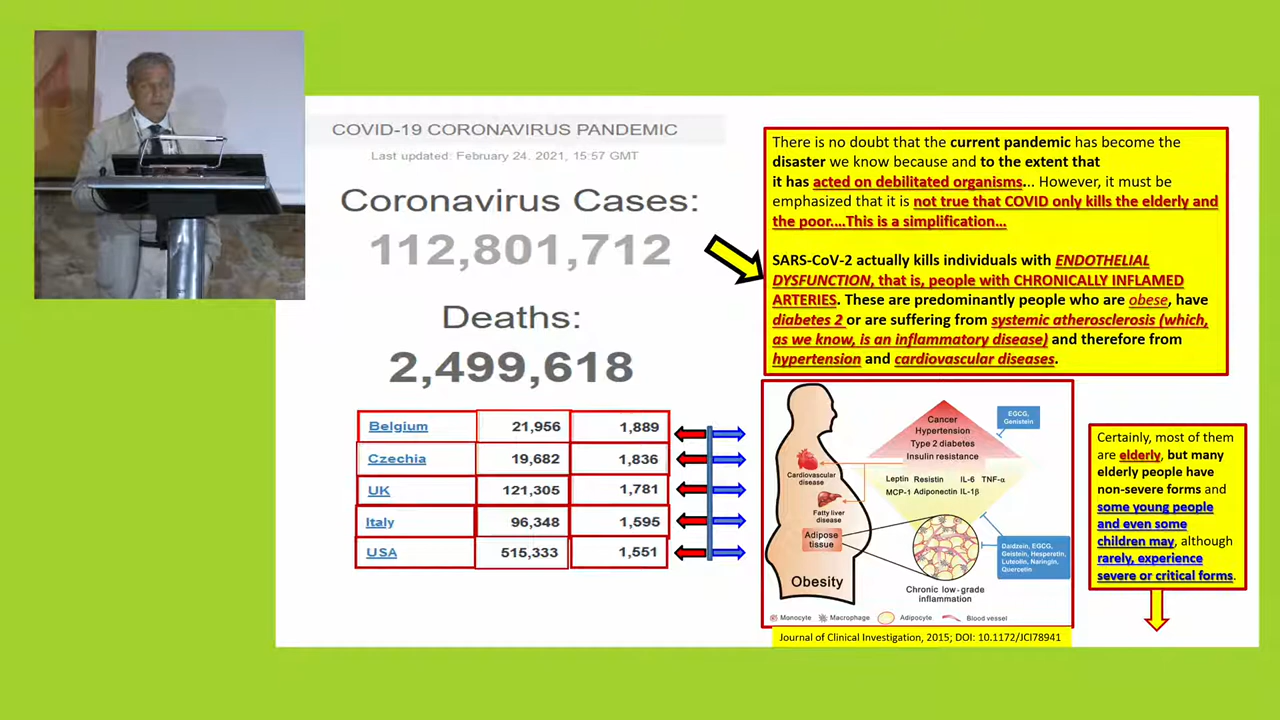 COVID-19 CORONAVIRUS PANDEMIC
Last updated: February 24. 2021, 15:57 GMT
Coronavirus Cases:
112,801,712
Deaths:
2,499,618
Belgium 21,956 1,889
Czechia 19,682 1,836
UK 121,305 1,781
Italy 96,348 1,595
USA 515,333 1,551
There is no doubt that the current pandemic has become the
disaster we know because and to the extent that
it has acted on debilitated organisms... However, it must be
emphasized that it is not true that COVID only kills the elderly and
the poor....This is a simplification...
SARS-CoV-2 actually kills individuals with ENDOTHELIAL
DYSFUNCTION, that is, people with CHRONICALLY INFLAMED
ARTERIES. These are predominantly people who are obese, have
diabetes 2 or are suffering from systemic atherosclerosis (which,
as we know, is an inflammatory disease) and therefore from
hypertension and cardiovascular diseases.
Cancer
Hypertension
Type 2 diabetes
Insulin resistance
EGCG,
Genistein
Cardiovascular
disease
Leptin Resistin IL-6 TNF-α
MCP-1 Adiponectin IL-1β
Fatty liver
disease
Adipose
tissue
Daidzein, EGCG,
Geistein, Hesperatin,
Luteolin, Naringin,
Quercetin
Obesity
Chronic low-grade
inflammation
Monocyte Macrophage Adipocyte Blood vessel
Journal of Clinical Investigation, 2015; DOI: 10.1172/JCI78941
Certainly, most of them
are elderly, but many
elderly people have
non-severe forms and
some young people
and even some
children may, although
rarely, experience
severe or critical forms.